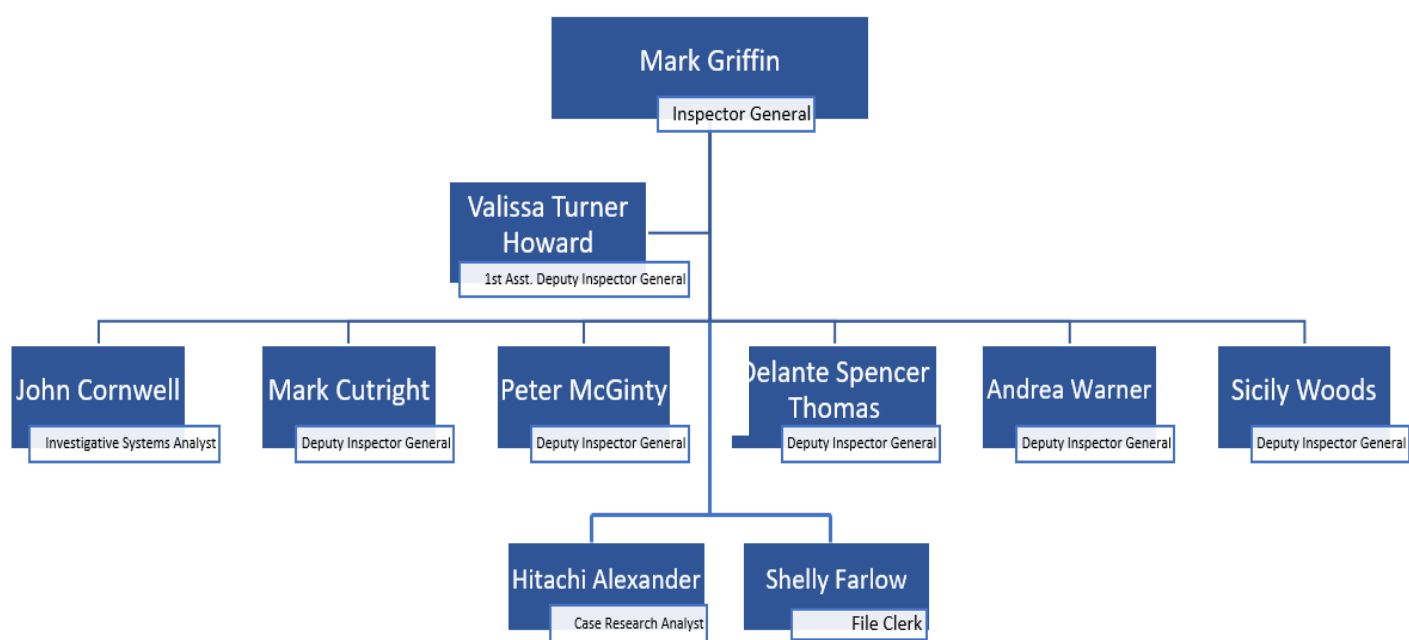 Mark Griffin
Inspector General
Valissa Turner
Howard
1st Asst. Deputy Inspector General
John Cornwell
Investigative Systems Analyst
Mark Cutright
Deputy Inspector General
Peter McGinty
Deputy Inspector General
Delante Spencer
Thomas
Deputy Inspector General
Andrea Warner
Deputy Inspector General
Sicily Woods
Deputy Inspector General
Hitachi Alexander
Case Research Analyst
Shelly Farlow
File Clerk